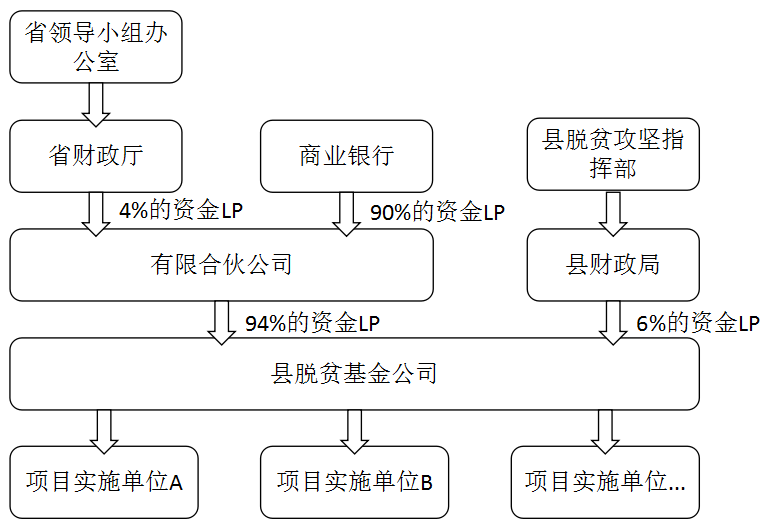 省领导小组办
公室
省财政厅
商业银行
县脱贫攻坚指
挥部
4%的资金LP
90%的资金LP
有限合伙公司
县财政局
94%的资金LP
6%的资金LP
县脱贫基金公司
项目实施单位A
项目实施单位B
项目实施单位...